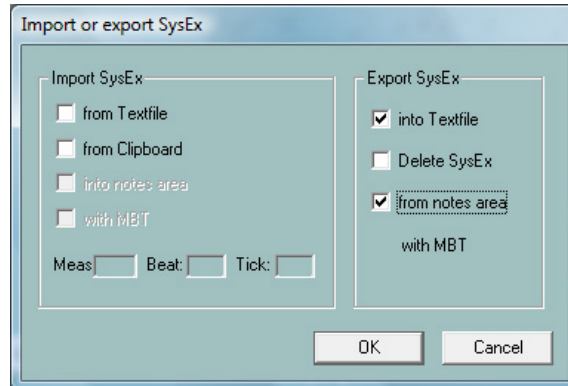 Import or export SysEx
Import SysEx
from Textfile
from Clipboard
into notes area
with MBT
Meas Beat: Tick:
Export SysEx
into Textfile
Delete SysEx
from notes area
with MBT
OK Cancel